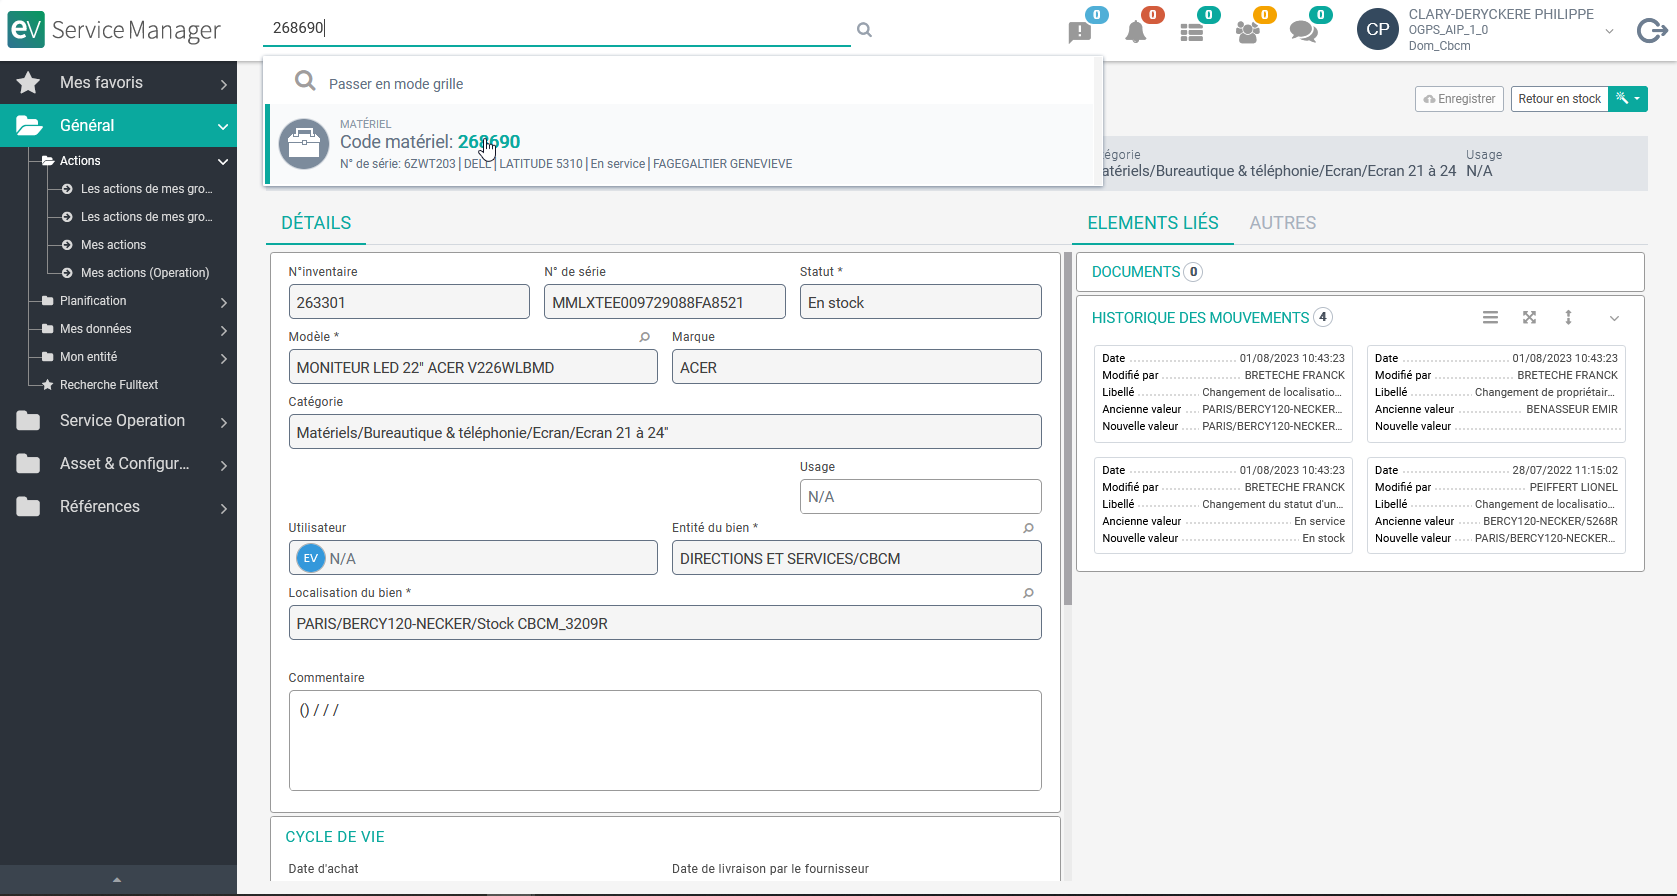 eV Service Manager
268690
0
0
0
0
0
CP
CLARY-DERYCKERE PHILIPPE
OGPS_AIP_1_0
Dom_Cbcm
Passer en mode grille
MATÉRIEL
Code matériel: 268690
N° de série: 6ZWT203 | DELL | LATITUDE 5310 | En service | FAGEGALTIER GENEVIEVE
Mes favoris
Général
Actions
Les actions de mes gro...
Les actions de mes gro...
Mes actions
Mes actions (Operation)
Planification
Mes données
Mon entité
Recherche Fulltext
Service Operation
Asset & Configur...
Références
Enregistrer
Retour en stock
égorie
Usage
atériels/Bureautique & téléphonie/Ecran/Ecran 21 à 24
N/A
DÉTAILS
N°inventaire
N° de série
Statut *
263301
MMLXTEE009729088FA8521
En stock
Modèle *
Marque
MONITEUR LED 22" ACER V226WLBMD
ACER
Catégorie
Matériels/Bureautique & téléphonie/Ecran/Ecran 21 à 24"
Usage
N/A
Utilisateur
Entité du bien *
EV N/A
DIRECTIONS ET SERVICES/CBCM
Localisation du bien *
PARIS/BERCY120-NECKER/Stock CBCM_3209R
Commentaire
() / / /
CYCLE DE VIE
Date d'achat
Date de livraison par le fournisseur
ELEMENTS LIÉS
AUTRES
DOCUMENTS 0
HISTORIQUE DES MOUVEMENTS 4
Date 01/08/2023 10:43:23
Modifié par BRETECHE FRANCK
Libellé Changement de localisatio...
Ancienne valeur PARIS/BERCY120-NECKER...
Nouvelle valeur PARIS/BERCY120-NECKER...
Date 01/08/2023 10:43:23
Modifié par BRETECHE FRANCK
Libellé Changement de propriétair...
Ancienne valeur BENASSEUR EMIR
Nouvelle valeur
Date 01/08/2023 10:43:23
Modifié par BRETECHE FRANCK
Libellé Changement du statut d'un...
Ancienne valeur En service
Nouvelle valeur En stock
Date 28/07/2022 11:15:02
Modifié par PEIFFERT LIONEL
Libellé Changement de localisatio...
Ancienne valeur BERCY120-NECKER/5268R
Nouvelle valeur PARIS/BERCY120-NECKER...